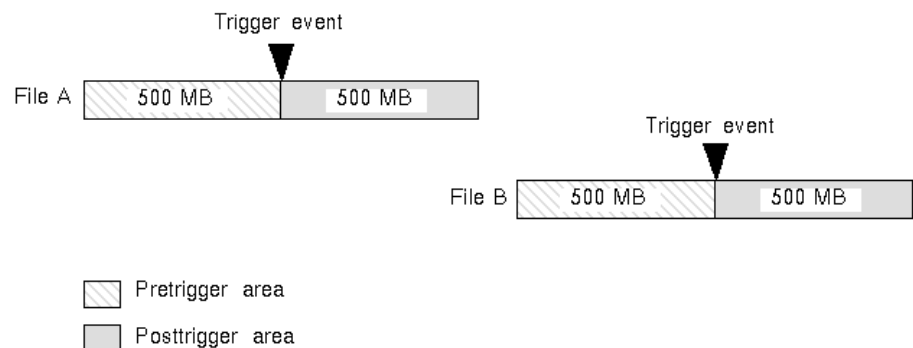 Trigger event
File A
500 MB
500 MB
Trigger event
File B
500 MB
500 MB
Pretrigger area
Posttrigger area